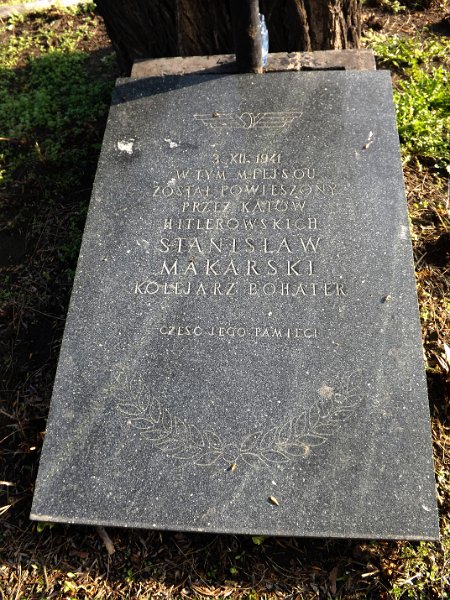 3. XII. 1941
W TYM MIEJSCU
ZOSTAŁ POWIESZONY
PRZEZ KATÓW
HITLEROWSKICH
STANISŁAW
MAKARSKI
KOLEJARZ BOHATER
CZEŚĆ JEGO PAMIĘCI